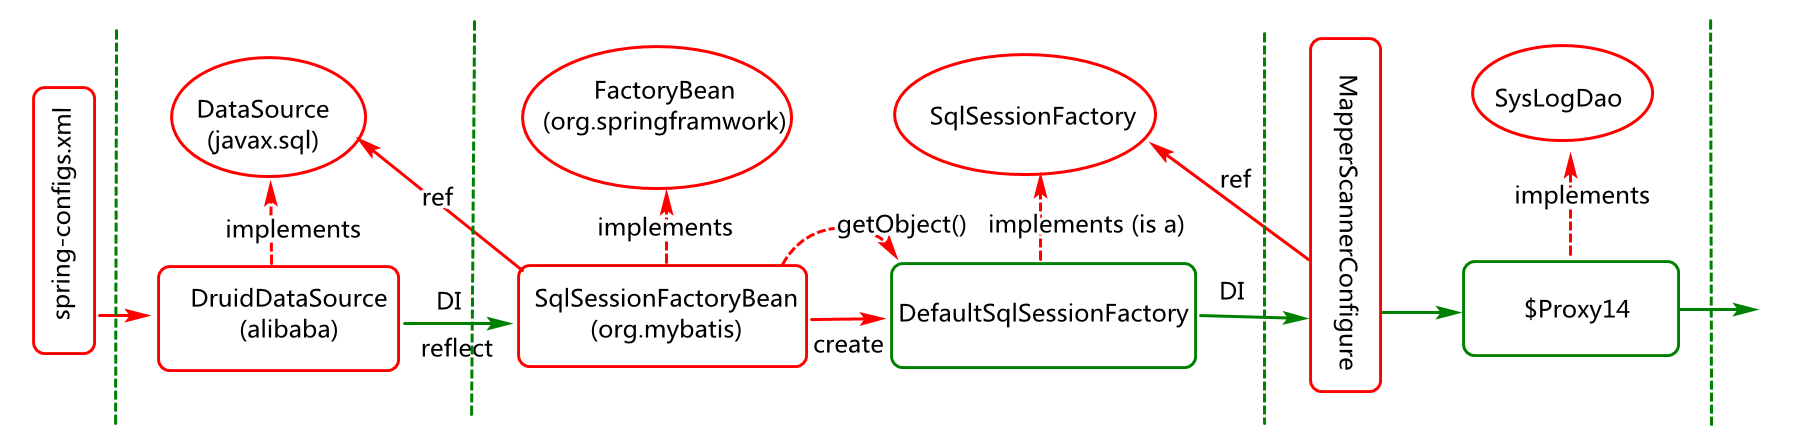 spring-configs.xml
DataSource
(javax.sql)
implements
DruidDataSource
(alibaba)
ref
DI
reflect
FactoryBean
(org.springframwork)
implements
SqlSessionFactoryBean
(org.mybatis)
getObject()
create
SqlSessionFactory
implements (is a)
DefaultSqlSessionFactory
ref
DI
MapperScannerConfigure
SysLogDao
implements
$Proxy14